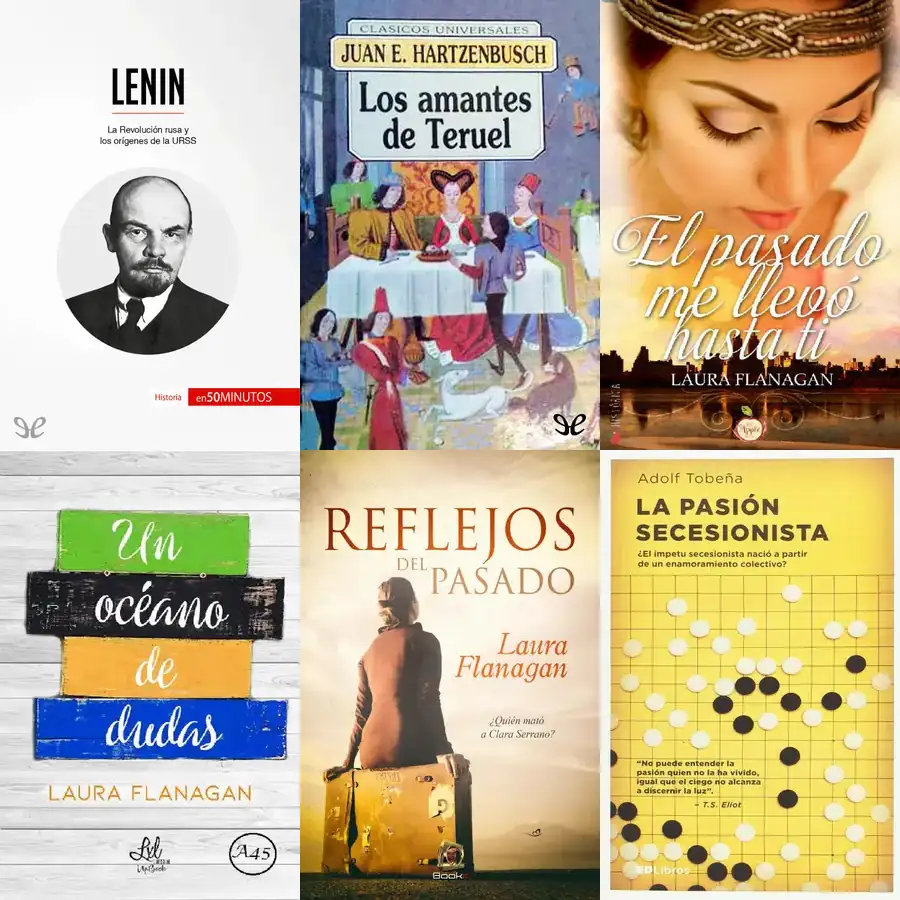 LENIN
La Revolución rusa y
los orígenes de la URSS
Historia en50MINUTOS
CLASICOS UNIVERSALES
JUAN E. HARTZENBUSCH
Los amantes
de Teruel
El pasado
me llevó
hasta ti
LAURA FLANAGAN
HISTÓRICA
Apple
Un
océano
de
dudas
LAURA FLANAGAN
A45
REFLEJOS
DEL
PASADO
Laura
Flanagan
¿Quién mató
a Clara Serrano?
Book
Adolf Tobeña
LA PASIÓN
SECESIONISTA
¿El ímpetu secesionista nació a partir
de un enamoramiento colectivo?
“No puede entender la
pasión quien no la ha vivido,
igual que el ciego no alcanza
a discernir la luz”.
– T.S. Eliot
EDLibros